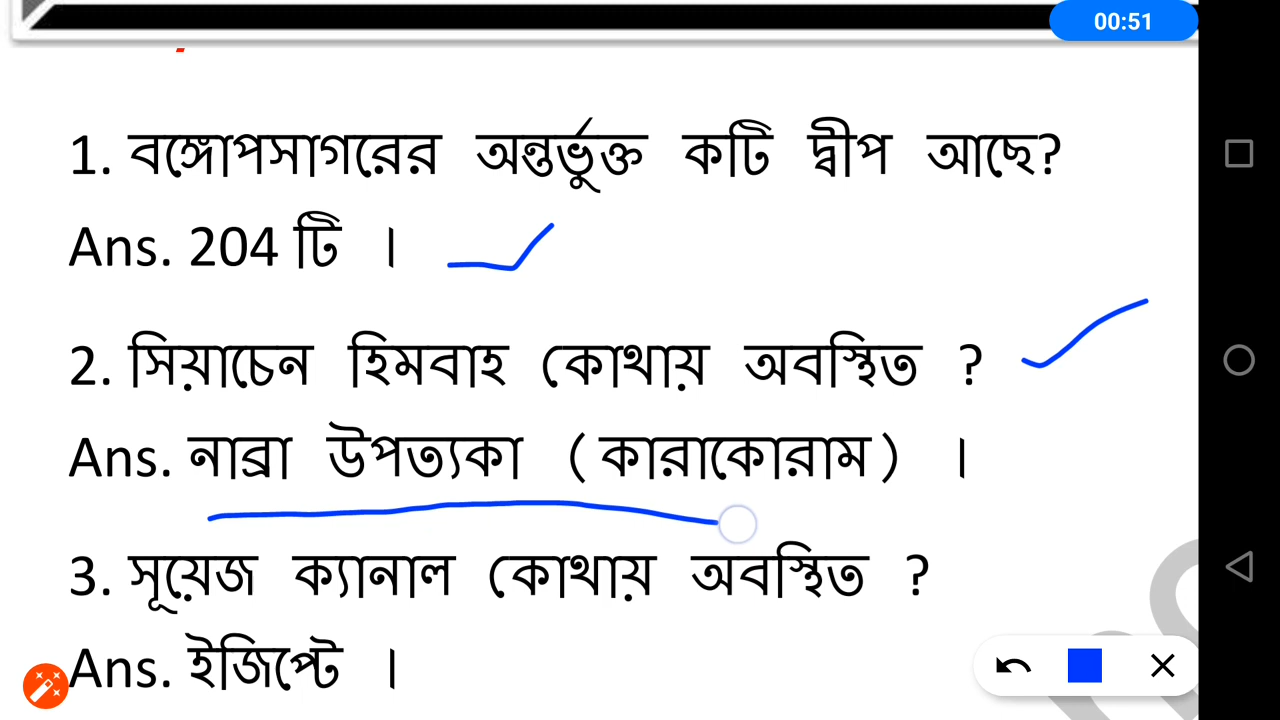 00:51
1. বঙ্গোপসাগরের অন্তর্ভুক্ত কটি দ্বীপ আছে?
Ans. 204 টি ।
2. সিয়াচেন হিমবাহ কোথায় অবস্থিত ?
Ans. নাব্রা উপত্যকা (কারাকোরাম) ।
3. সূয়েজ ক্যানাল কোথায় অবস্থিত ?
Ans. ইজিপ্টে ।